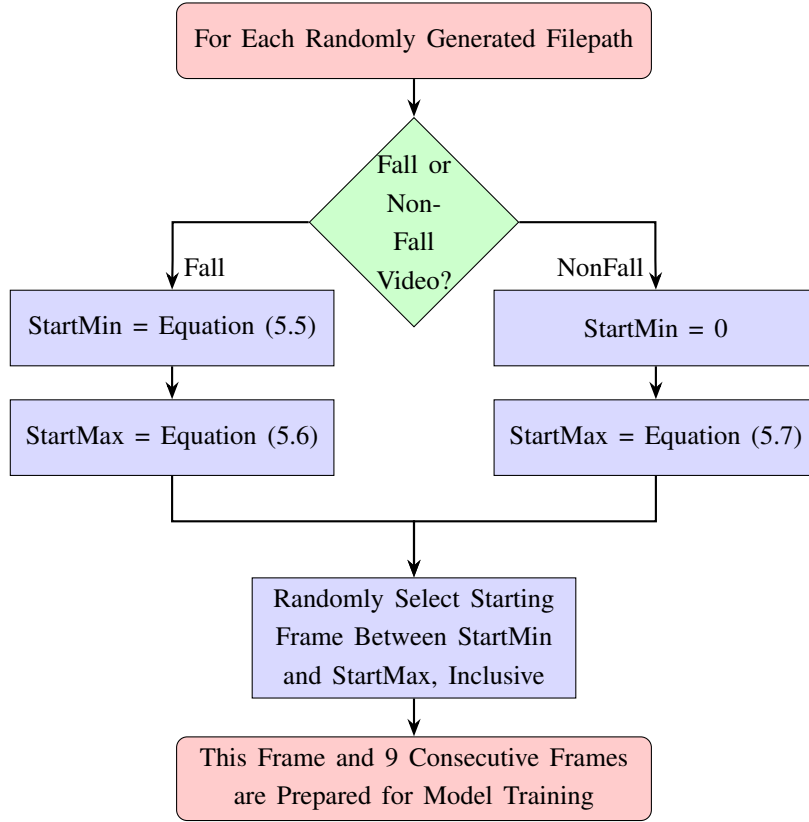 For Each Randomly Generated Filepath
Fall or
Non-
Fall
Video?
Fall
NonFall
StartMin = Equation (5.5)
StartMin = 0
StartMax = Equation (5.6)
StartMax = Equation (5.7)
Randomly Select Starting
Frame Between StartMin
and StartMax, Inclusive
This Frame and 9 Consecutive Frames
are Prepared for Model Training